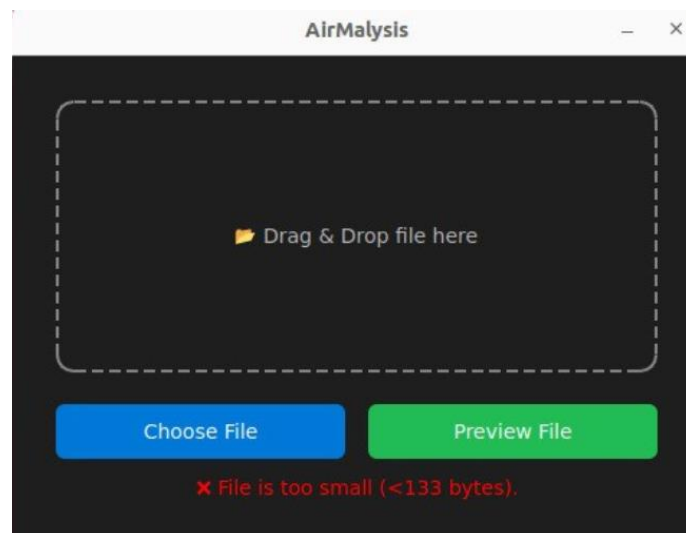 AirMalysis
📂 Drag & Drop file here
Choose File Preview File
❌ File is too small (<133 bytes).